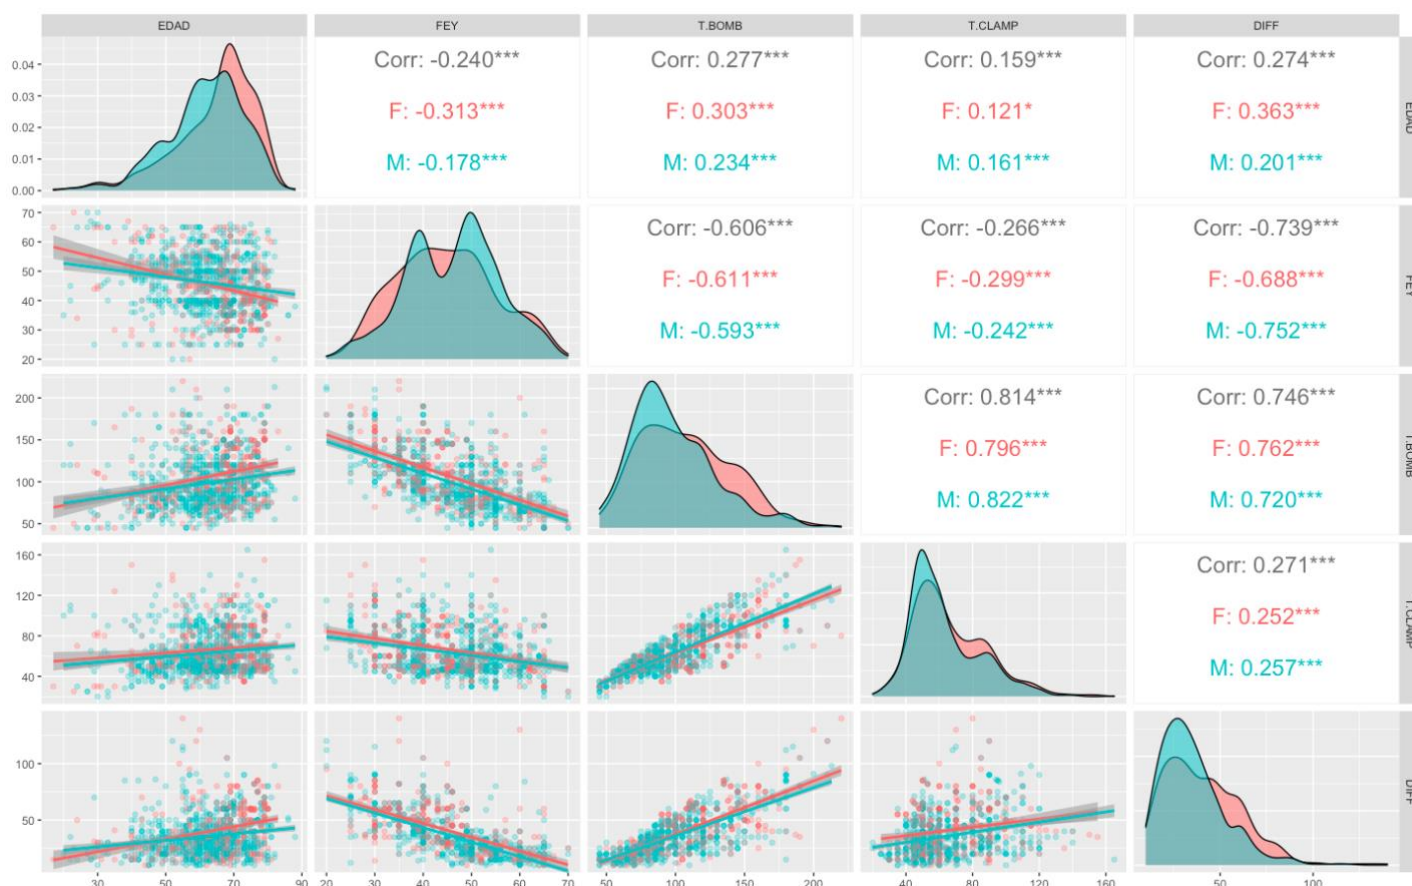 EDAD FEY T.BOMB T.CLAMP DIFF
0.04
0.03
0.02
0.01
0.00
Corr: -0.240***
F: -0.313***
M: -0.178***
Corr: 0.277***
F: 0.303***
M: 0.234***
Corr: 0.159***
F: 0.121*
M: 0.161***
Corr: 0.274***
F: 0.363***
M: 0.201***
EDAD
70
60
50
40
30
20
Corr: -0.606***
F: -0.611***
M: -0.593***
Corr: -0.266***
F: -0.299***
M: -0.242***
Corr: -0.739***
F: -0.688***
M: -0.752***
FEY
200
150
100
50
Corr: 0.814***
F: 0.796***
M: 0.822***
Corr: 0.746***
F: 0.762***
M: 0.720***
T.BOMB
160
120
80
40
Corr: 0.271***
F: 0.252***
M: 0.257***
T.CLAMP
100
50
DIFF
30 50 70 90 20 30 40 50 60 70 50 100 150 200 40 80 120 160 50 100